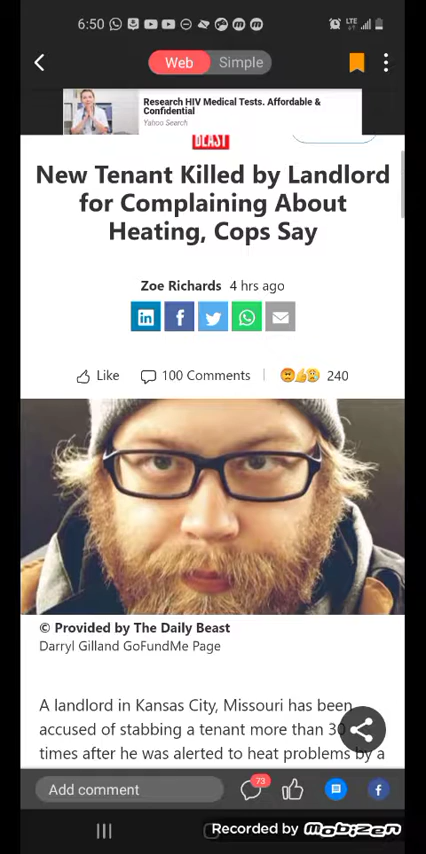 6:50
LTE
Web
Simple
Research HIV Medical Tests. Affordable &
Confidential
Yahoo Search
BEAST
New Tenant Killed by Landlord
for Complaining About
Heating, Cops Say
Zoe Richards 4 hrs ago
Like
100 Comments
240
© Provided by The Daily Beast
Darryl Gilland GoFundMe Page
A landlord in Kansas City, Missouri has been
accused of stabbing a tenant more than 30
times after he was alerted to heat problems by a
Add comment
73
Recorded by mobizen